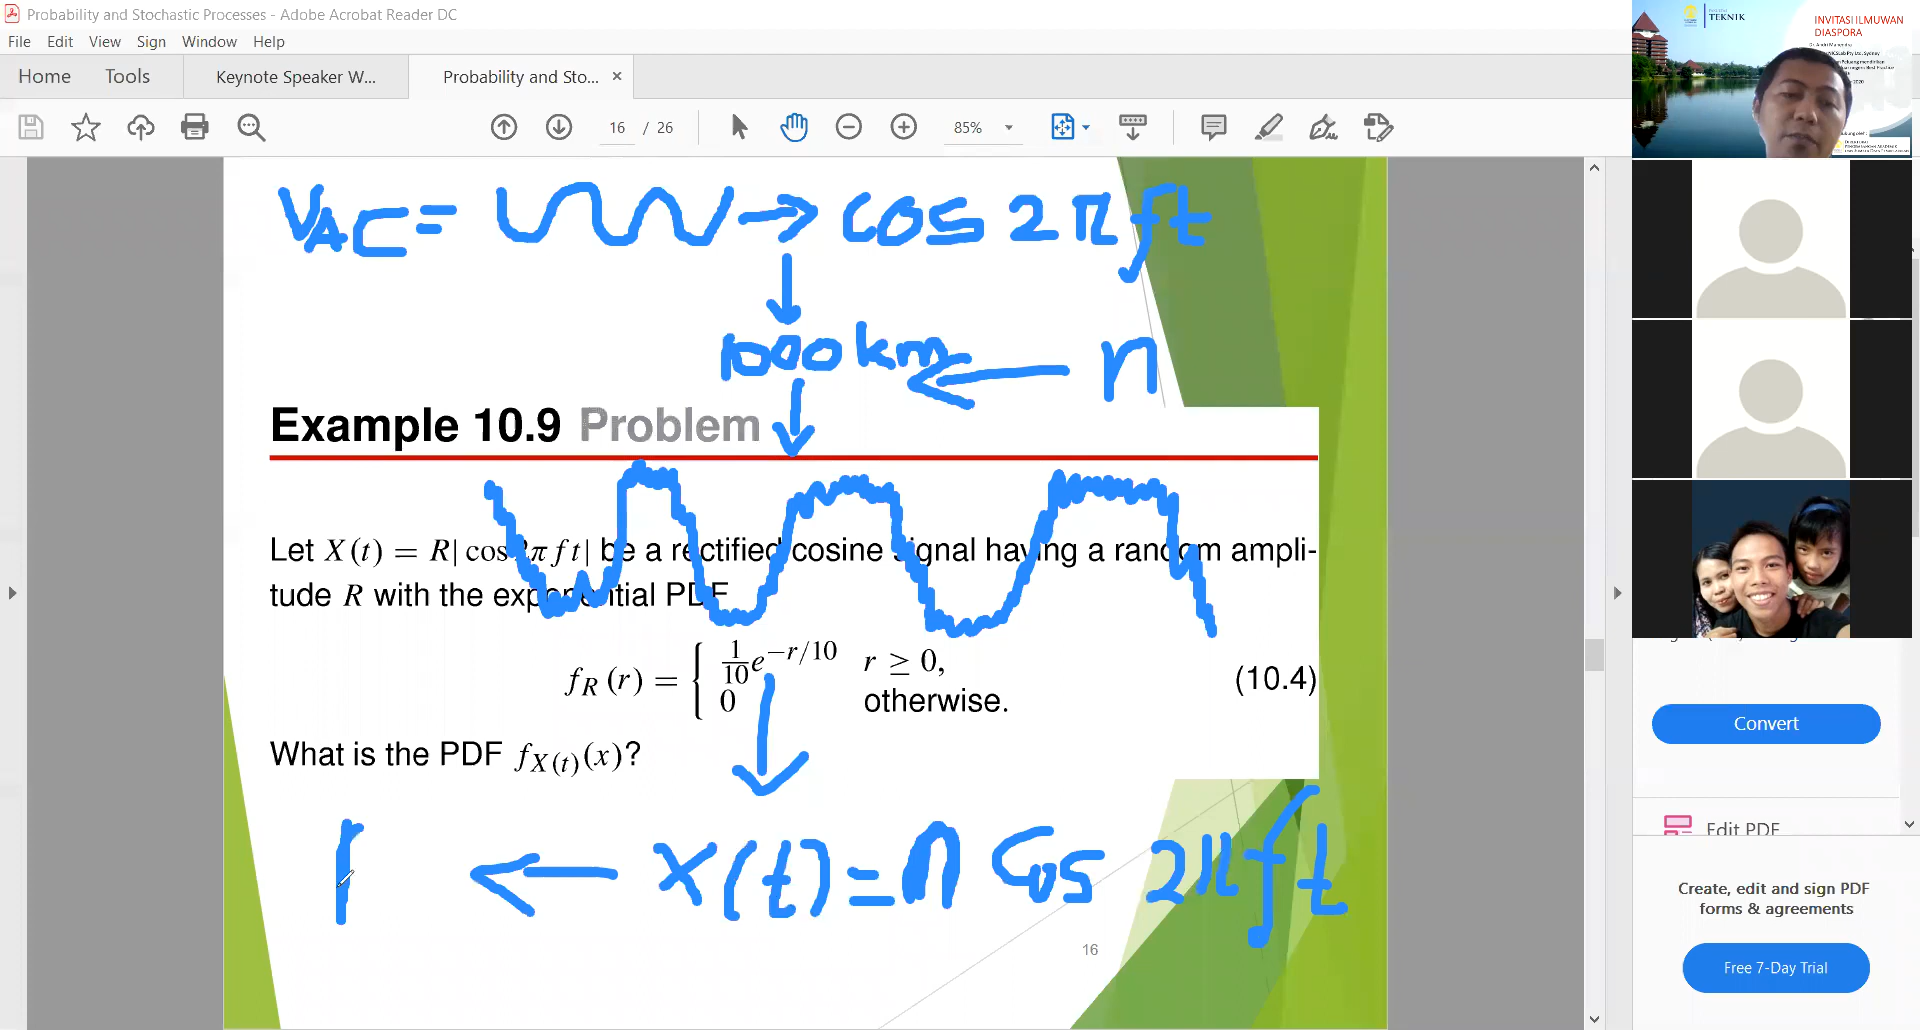 Probability and Stochastic Processes - Adobe Acrobat Reader DC
File Edit View Sign Window Help
Home Tools Keynote Speaker W... Probability and Sto... ×
16 / 26 85%
VAC = → cos 2πft
1000 km ← n
Example 10.9 Problem
Let X(t) = R| cos 2πft| be a rectified cosine signal having a random ampli-
tude R with the exponential PDF
fR (r) = { 1/10 e^−r/10 r ≥ 0,
0 otherwise. (10.4)
What is the PDF fX(t)(x)?
← x(t) = n cos 2πft
16
TEKNIK
INVITASI ILMUWAN
DIASPORA
Convert
Edit PDF
Create, edit and sign PDF
forms & agreements
Free 7-Day Trial